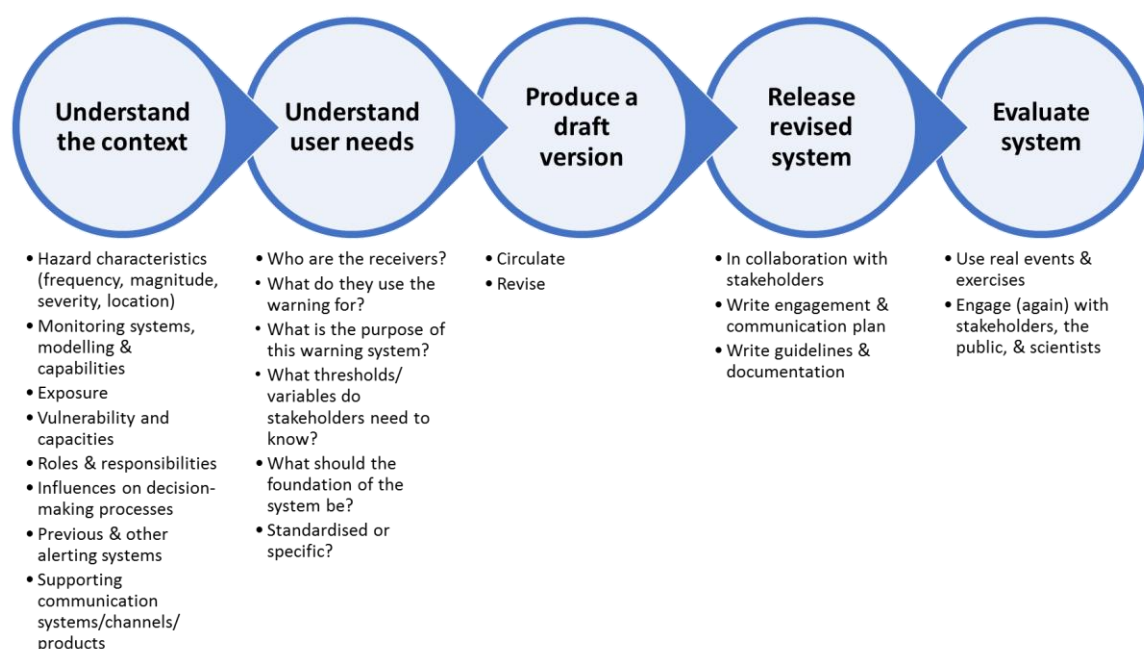 Understand
the context
Understand
user needs
Produce a
draft
version
Release
revised
system
Evaluate
system
• Hazard characteristics
(frequency, magnitude,
severity, location)
• Monitoring systems,
modelling &
capabilities
• Exposure
• Vulnerability and
capacities
• Roles & responsibilities
• Influences on decision-
making processes
• Previous & other
alerting systems
• Supporting
communication
systems/channels/
products
• Who are the receivers?
• What do they use the
warning for?
• What is the purpose of
this warning system?
• What thresholds/
variables do
stakeholders need to
know?
• What should the
foundation of the
system be?
• Standardised or
specific?
• Circulate
• Revise
• In collaboration with
stakeholders
• Write engagement &
communication plan
• Write guidelines &
documentation
• Use real events &
exercises
• Engage (again) with
stakeholders, the
public, & scientists